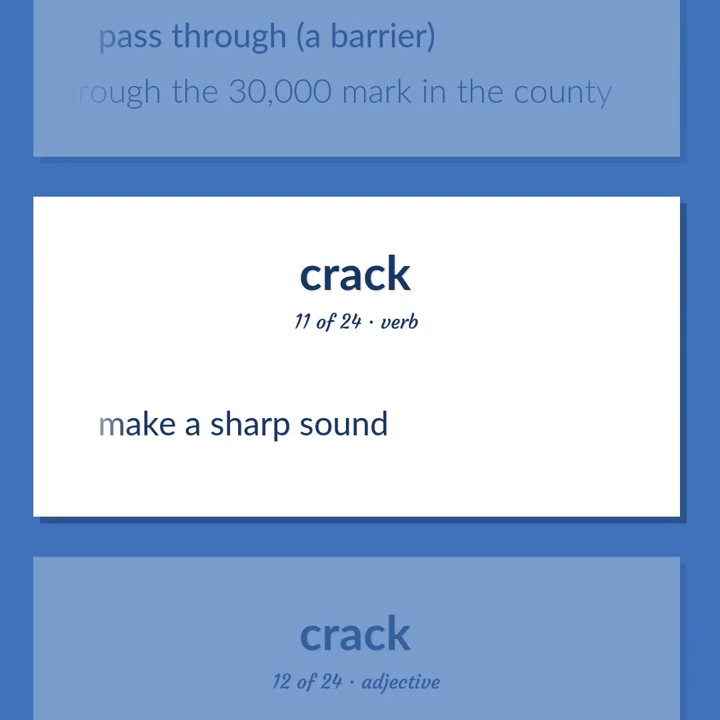 pass through (a barrier)
the 30,000 mark in the county
crack
11 of 24 · verb
make a sharp sound
crack
12 of 24 · adjective